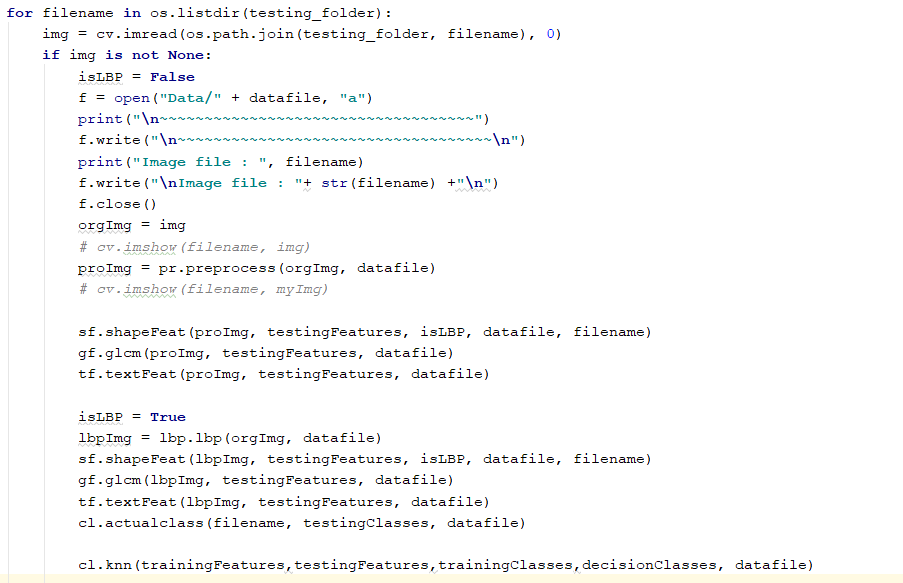 for filename in os.listdir(testing_folder):
    img = cv.imread(os.path.join(testing_folder, filename), 0)
    if img is not None:
        isLBP = False
        f = open("Data/" + datafile, "a")
        print("\n~~~~~~~~~~~~~~~~~~~~~~~~~~~~~~~~~~~")
        f.write("\n~~~~~~~~~~~~~~~~~~~~~~~~~~~~~~~~~~~\n")
        print("Image file : ", filename)
        f.write("\nImage file : "+ str(filename) +"\n")
        f.close()
        orgImg = img
        # cv.imshow(filename, img)
        proImg = pr.preprocess(orgImg, datafile)
        # cv.imshow(filename, myImg)

        sf.shapeFeat(proImg, testingFeatures, isLBP, datafile, filename)
        gf.glcm(proImg, testingFeatures, datafile)
        tf.textFeat(proImg, testingFeatures, datafile)

        isLBP = True
        lbpImg = lbp.lbp(orgImg, datafile)
        sf.shapeFeat(lbpImg, testingFeatures, isLBP, datafile, filename)
        gf.glcm(lbpImg, testingFeatures, datafile)
        tf.textFeat(lbpImg, testingFeatures, datafile)
        cl.actualclass(filename, testingClasses, datafile)

        cl.knn(trainingFeatures,testingFeatures,trainingClasses,decisionClasses, datafile)